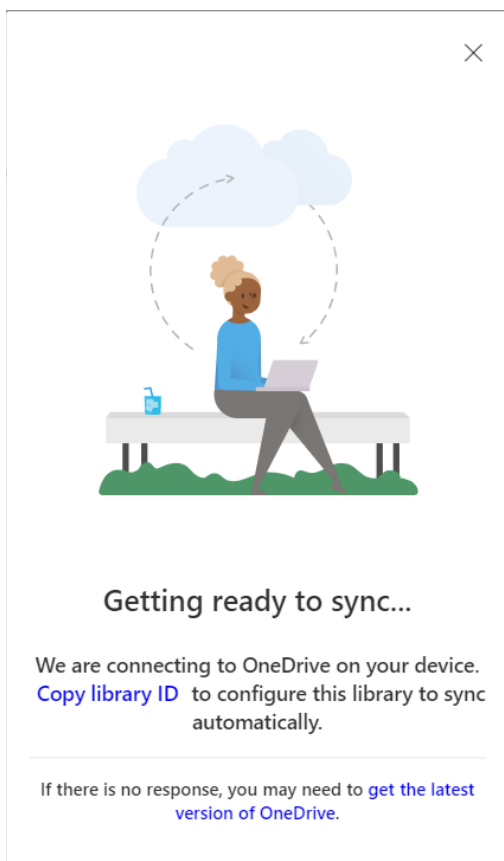 Getting ready to sync...
We are connecting to OneDrive on your device.
Copy library ID to configure this library to sync
automatically.
If there is no response, you may need to get the latest
version of OneDrive.